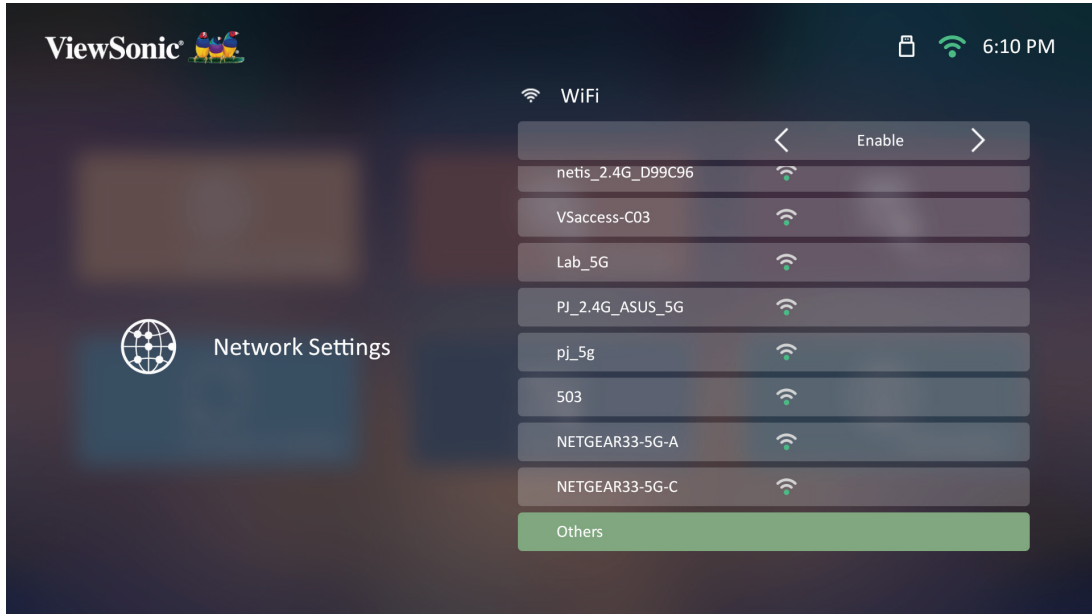 ViewSonic®
6:10 PM
WiFi
Enable
netis_2.4G_D99C96
VSaccess-C03
Lab_5G
PJ_2.4G_ASUS_5G
Network Settings
pj_5g
503
NETGEAR33-5G-A
NETGEAR33-5G-C
Others